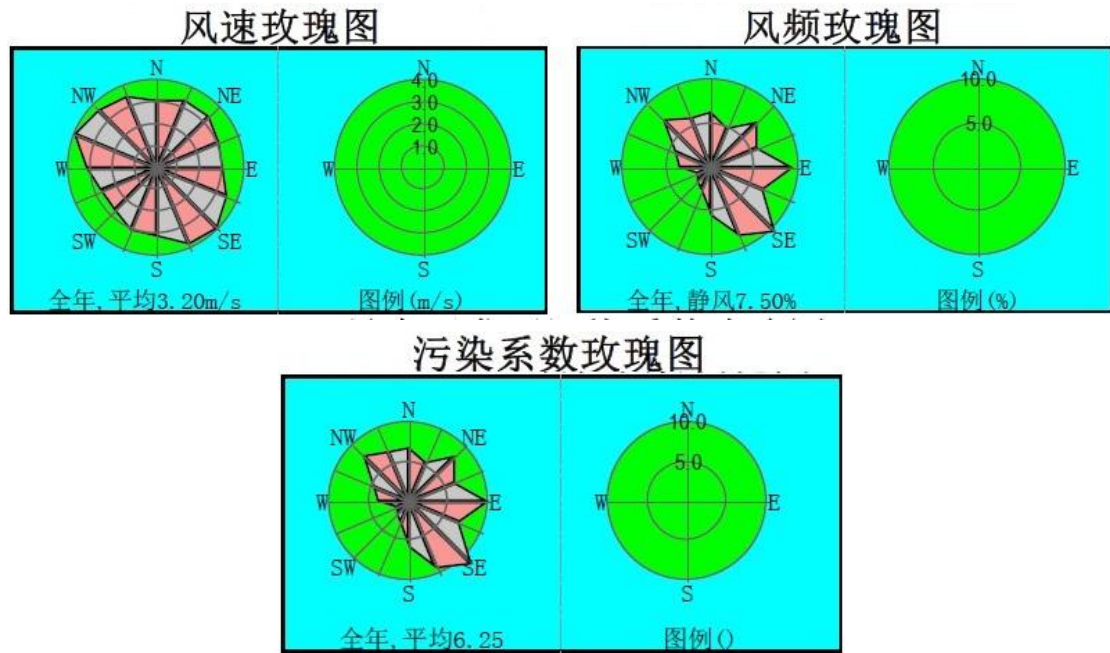 风速玫瑰图
N
NW
NE
W
E
SW
SE
S
全年,平均3.20m/s
N
4.0
3.0
2.0
1.0
W
E
S
图例(m/s)
风频玫瑰图
N
NW
NE
W
E
SW
SE
S
全年,静风7.50%
N
10.0
5.0
W
E
S
图例(%)
污染系数玫瑰图
N
NW
NE
W
E
SW
SE
S
全年,平均6.25
N
10.0
5.0
W
E
S
图例()